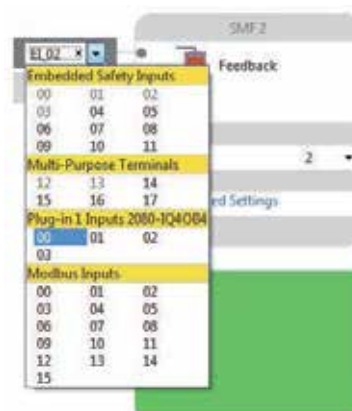 SMF 2
EI_02
Feedback
Embedded Safety Inputs
00 01 02
03 04 05
06 07 08
09 10 11
Multi-Purpose Terminals
12 13 14
15 16 17
Plug-in 1 Inputs 2080-IQ4OB4
00 01 02
03
Modbus Inputs
00 01 02
03 04 05
06 07 08
09 10 11
12 13 14
15
2
ed Settings